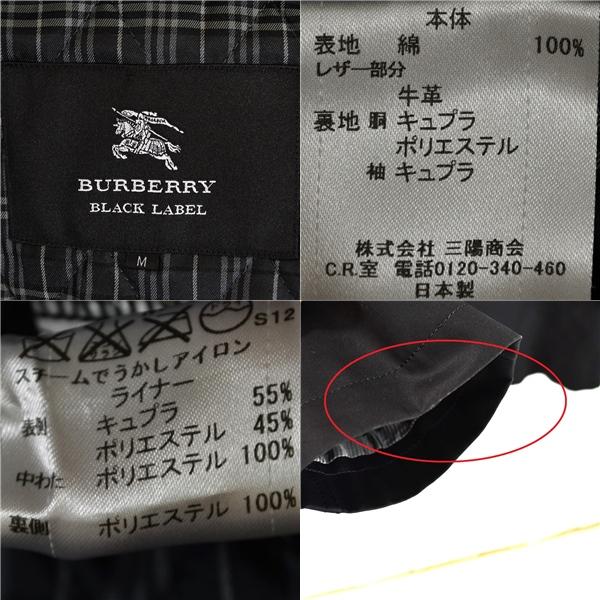 BURBERRY
BLACK LABEL
M
本体
表地 綿 100%
レザー部分
牛革
裏地 胴 キュプラ
ポリエステル
袖 キュプラ
株式会社 三陽商会
C.R.室 電話0120-340-460
日本製
S12
スチームでうかしアイロン
ライナー
表側 キュプラ 55%
ポリエステル 45%
中わた ポリエステル 100%
裏側 ポリエステル 100%